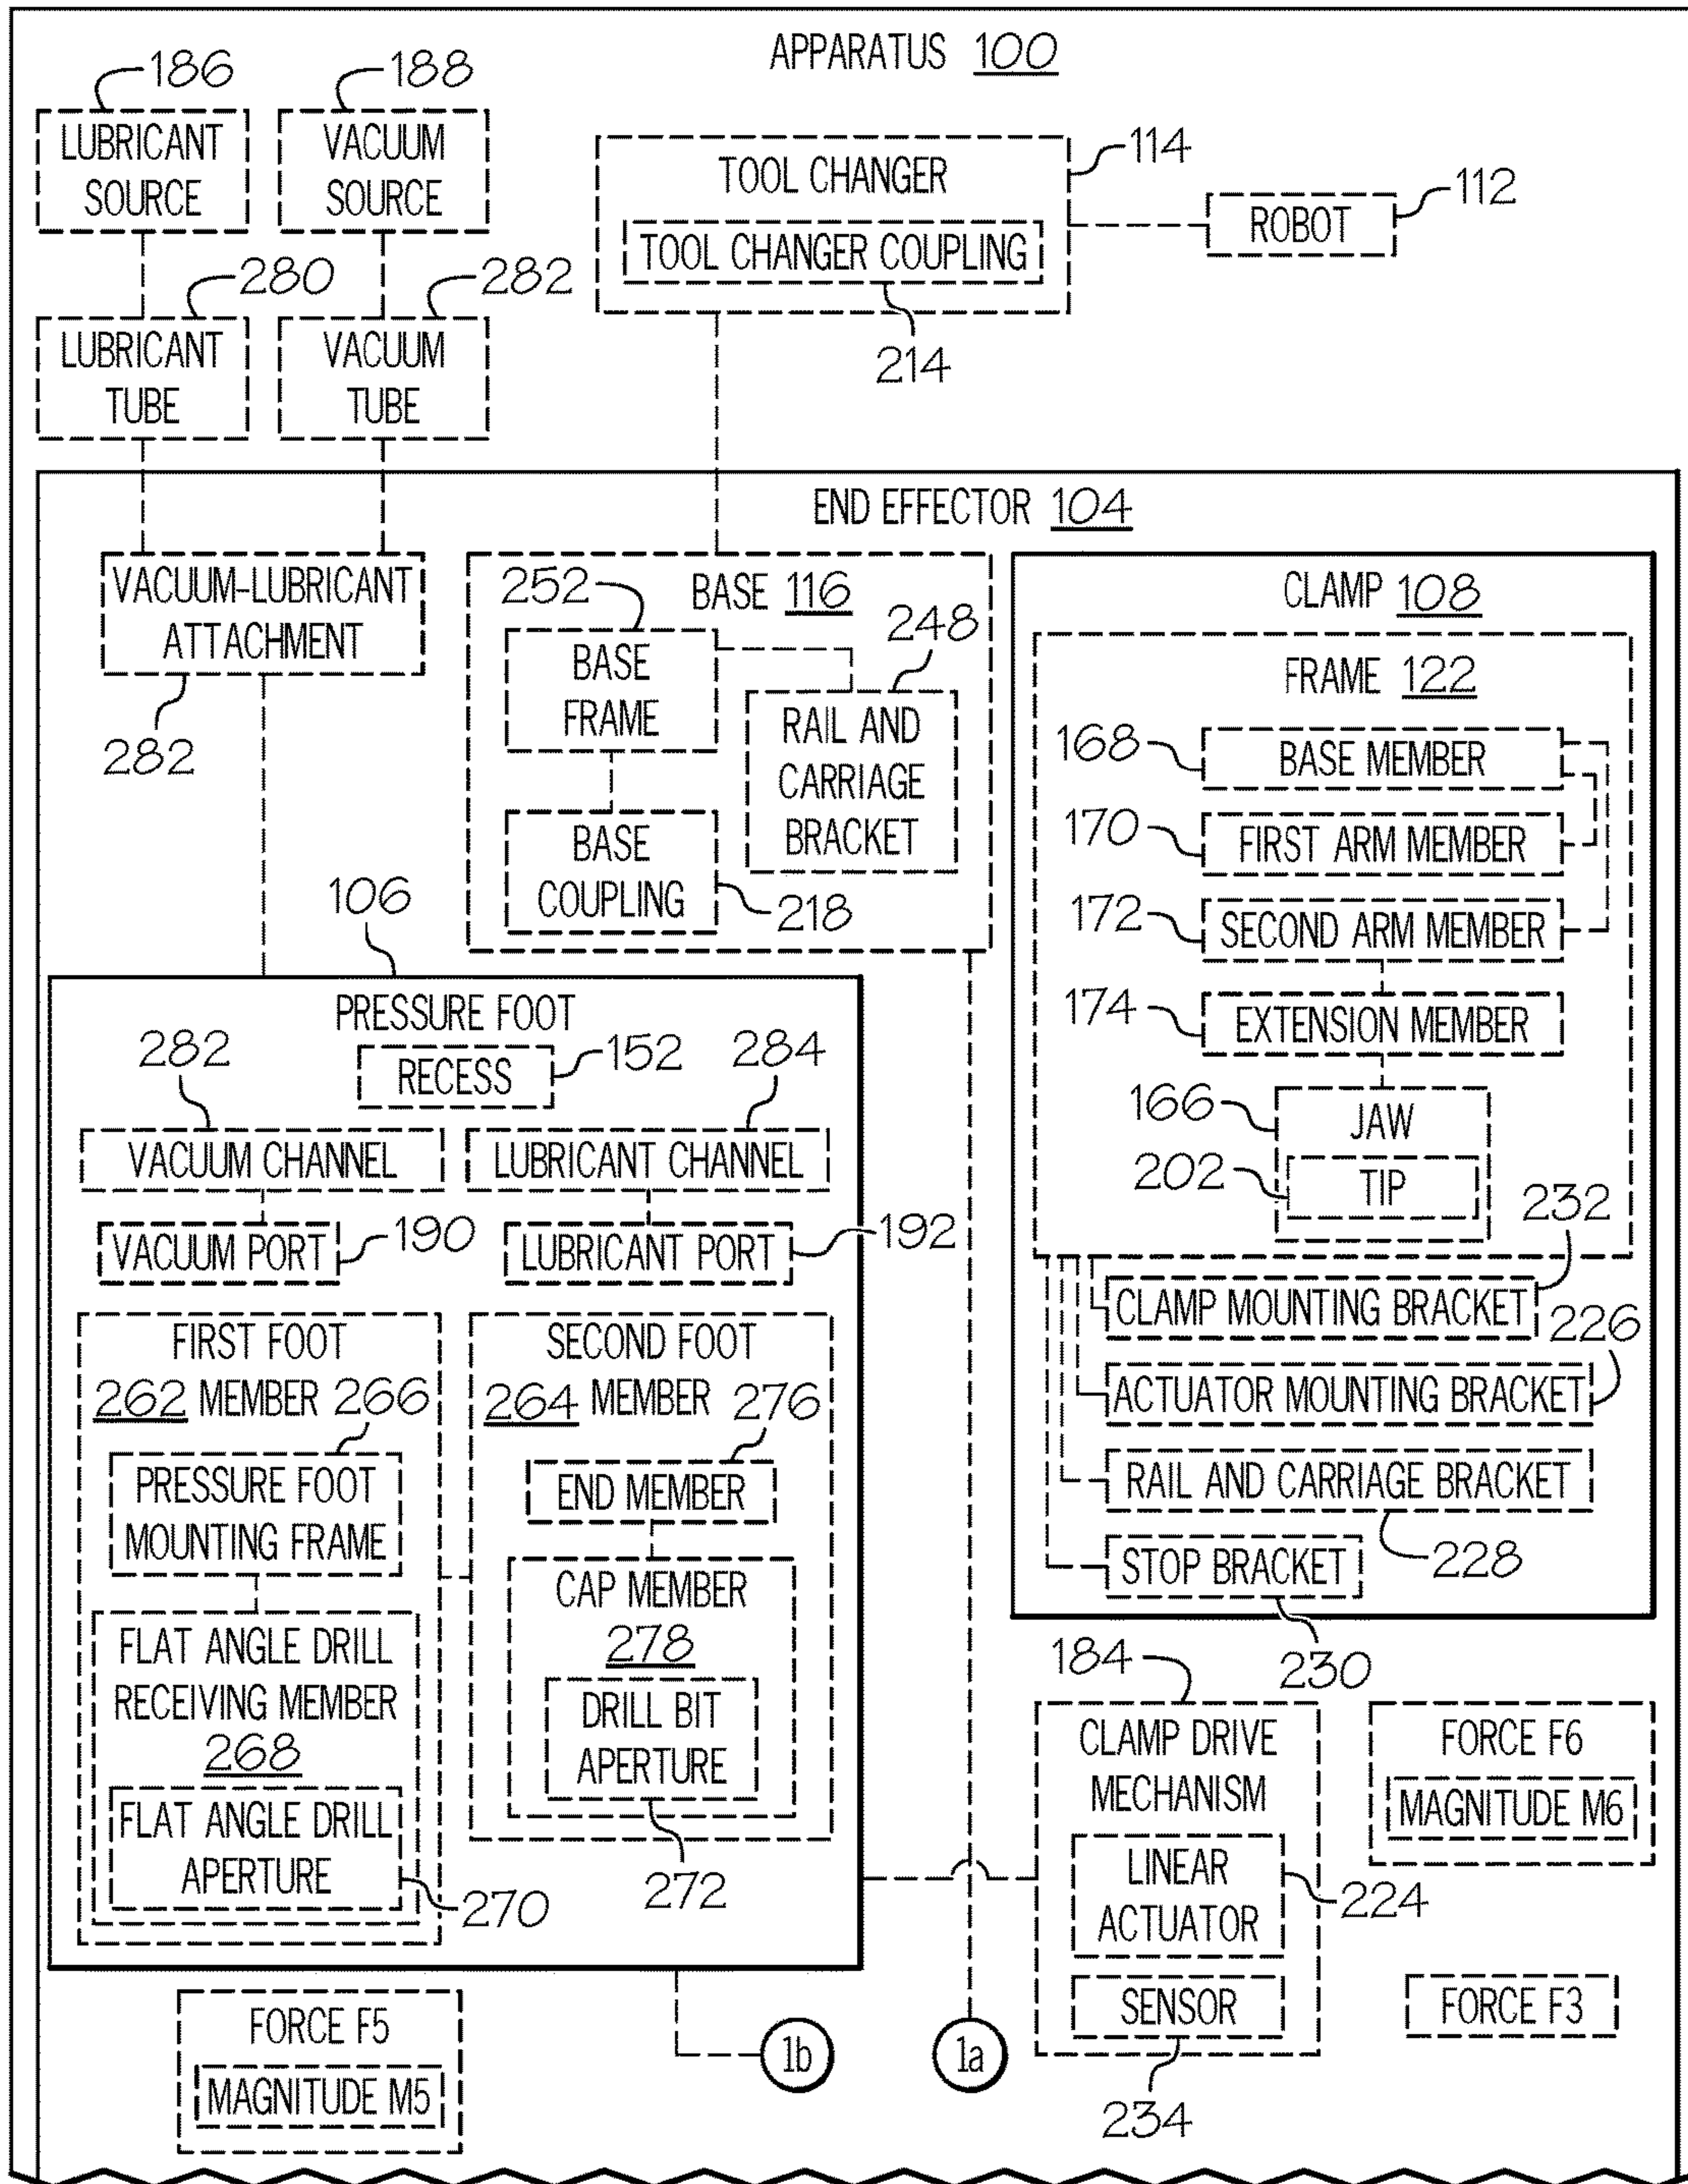 APPARATUS 100
186
188
LUBRICANT
SOURCE
VACUUM
SOURCE
114
TOOL CHANGER
TOOL CHANGER COUPLING
214
112
ROBOT
280
282
LUBRICANT
TUBE
VACUUM
TUBE
END EFFECTOR 104
VACUUM-LUBRICANT
ATTACHMENT
282
BASE 116
252
248
BASE
FRAME
RAIL AND
CARRIAGE
BRACKET
BASE
COUPLING
218
CLAMP 108
FRAME 122
168
BASE MEMBER
170
FIRST ARM MEMBER
172
SECOND ARM MEMBER
174
EXTENSION MEMBER
166
JAW
202
TIP
232
CLAMP MOUNTING BRACKET
226
ACTUATOR MOUNTING BRACKET
RAIL AND CARRIAGE BRACKET
228
STOP BRACKET
230
106
PRESSURE FOOT
RECESS
152
282
284
VACUUM CHANNEL
LUBRICANT CHANNEL
VACUUM PORT
190
LUBRICANT PORT
192
FIRST FOOT
262 MEMBER
266
PRESSURE FOOT
MOUNTING FRAME
FLAT ANGLE DRILL
RECEIVING MEMBER
268
FLAT ANGLE DRILL
APERTURE
270
SECOND FOOT
264 MEMBER
276
END MEMBER
CAP MEMBER
278
DRILL BIT
APERTURE
272
184
CLAMP DRIVE
MECHANISM
LINEAR
ACTUATOR
224
SENSOR
234
FORCE F6
MAGNITUDE M6
FORCE F3
FORCE F5
MAGNITUDE M5
1b
1a